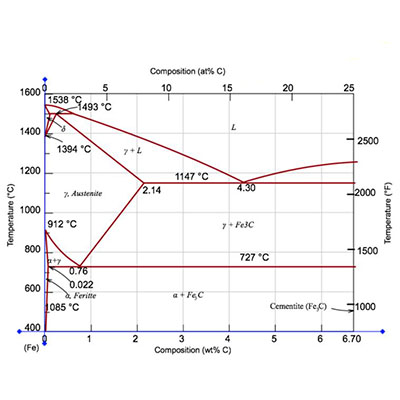 Composition (at% C)
0 5 10 15 20 25
1600
1538 °C
1493 °C
L
δ
1400
1394 °C
γ + L
2500
1200
1147 °C
γ, Austenite
2.14
4.30
2000
Temperature (°C)
Temperature (°F)
1000
912 °C
γ + Fe3C
800
727 °C
1500
α+γ
0.76
0.022
600
α, Feritte
α + Fe₃C
Cementite (Fe₃C)
1000
1085 °C
400
(Fe)
0 1 2 3 4 5 6 6.70
Composition (wt% C)